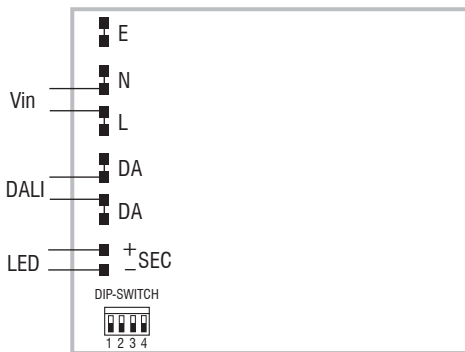 E
N
Vin
L
DA
DALI
DA
+
LED
SEC
−
DIP-SWITCH
1 2 3 4